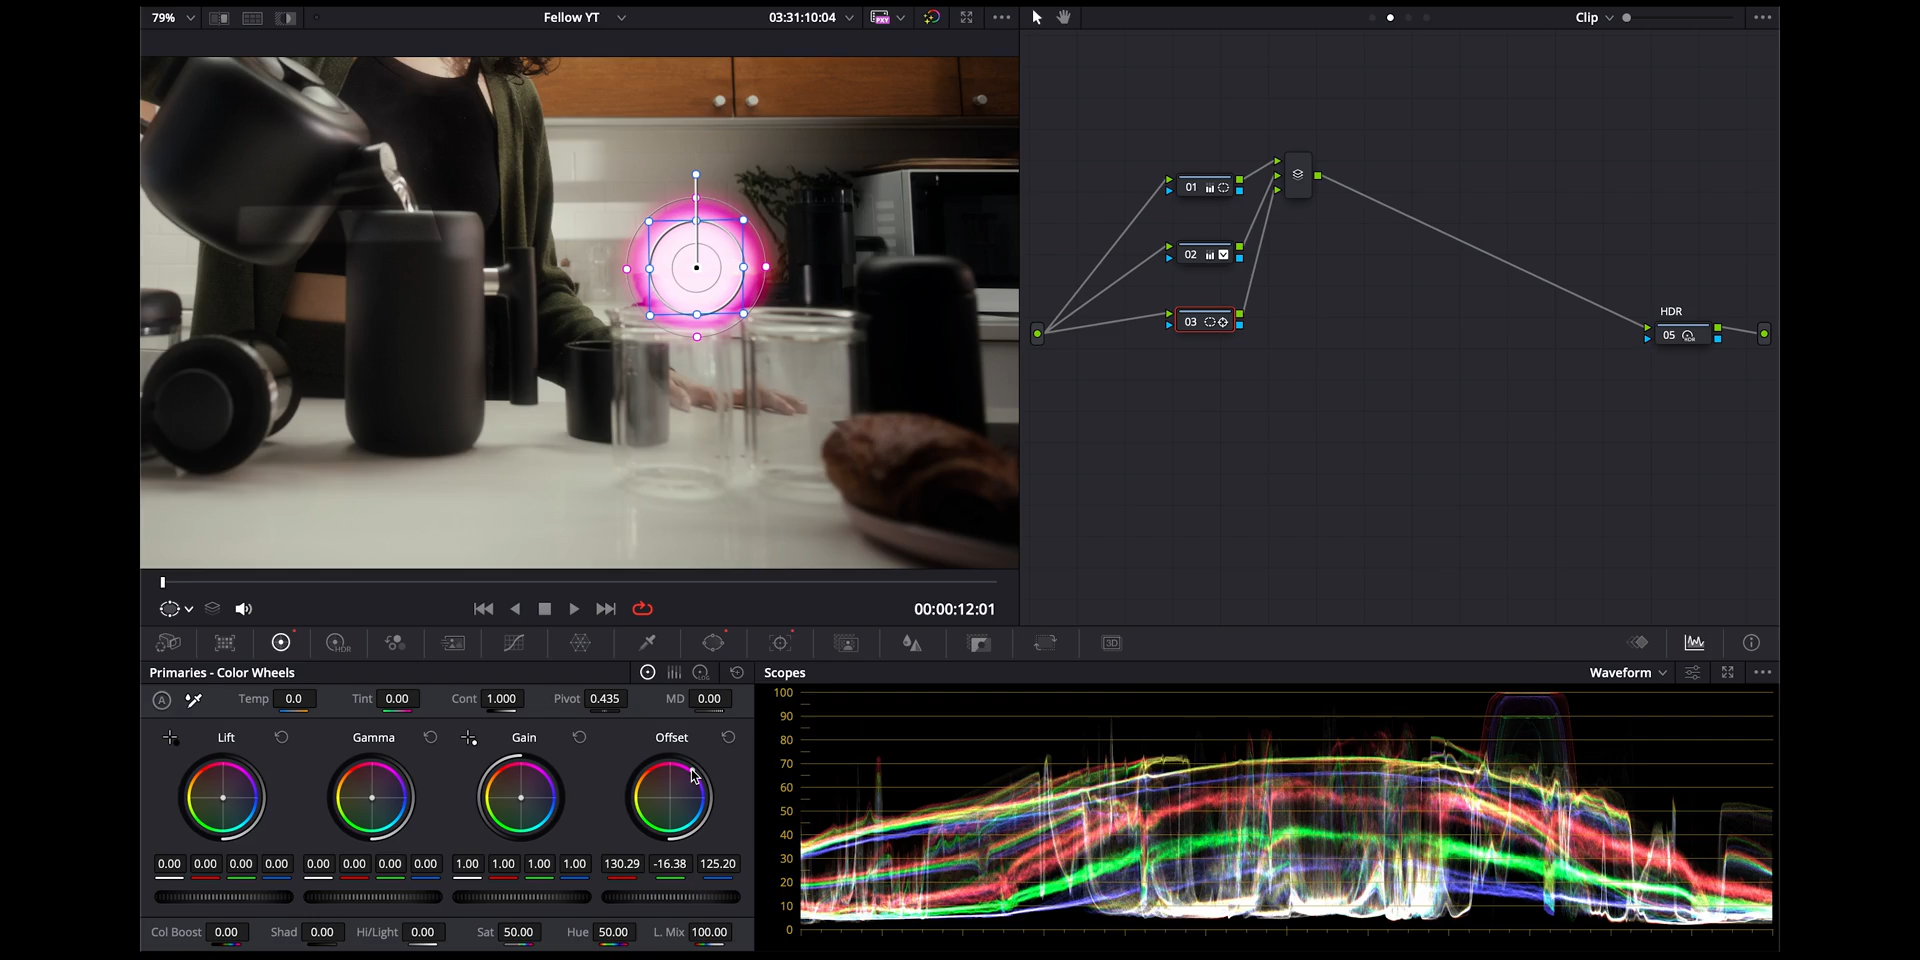 79%
Fellow YT
03:31:10:04
PXY
Clip
01
02
03
HDR
05
HDR
00:00:12:01
HDR
3D
Primaries - Color Wheels
LOG
Scopes
Waveform
A
Temp 0.0
Tint 0.00
Cont 1.000
Pivot 0.435
MD 0.00
Lift
Gamma
Gain
Offset
0.00 0.00 0.00 0.00
0.00 0.00 0.00 0.00
1.00 1.00 1.00 1.00
130.29 -16.38 125.20
Col Boost 0.00
Shad 0.00
Hi/Light 0.00
Sat 50.00
Hue 50.00
L. Mix 100.00
100
90
80
70
60
50
40
30
20
10
0